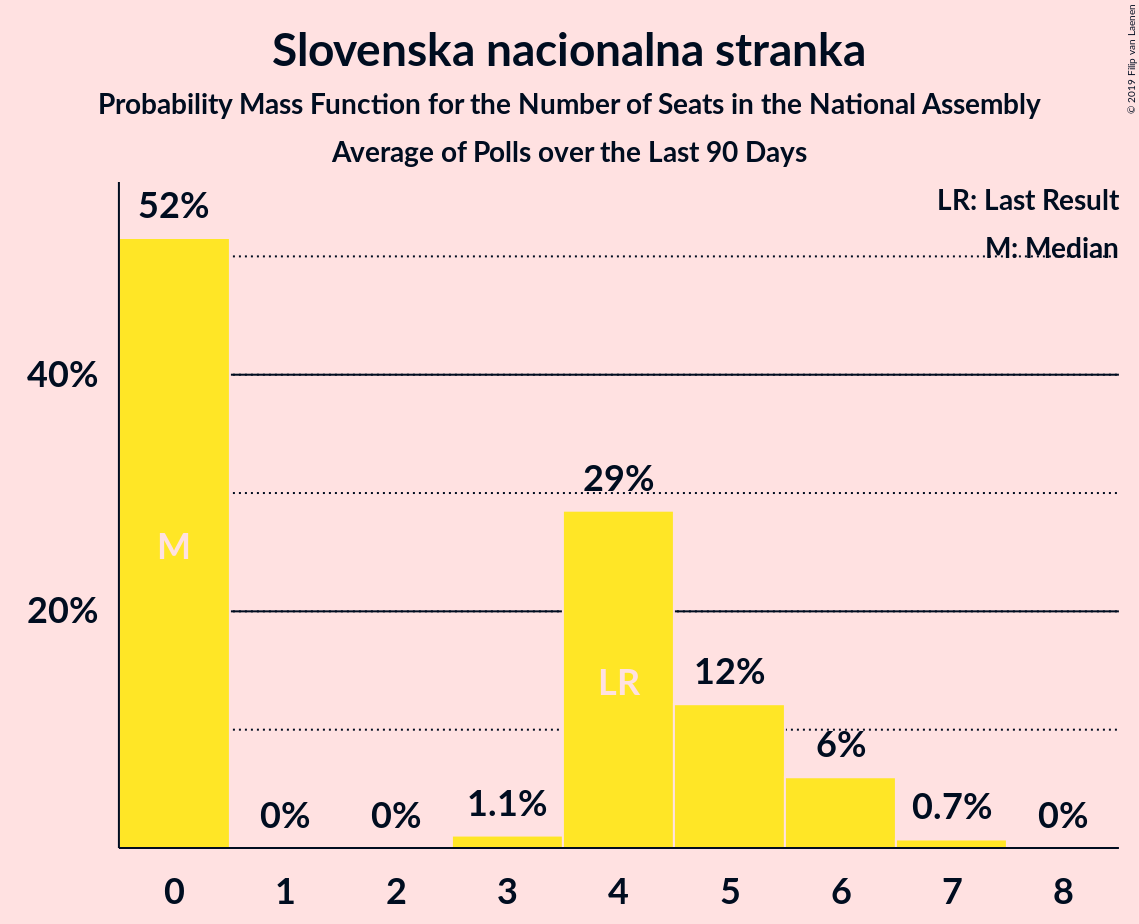 Slovenska nacionalna stranka
Probability Mass Function for the Number of Seats in the National Assembly
Average of Polls over the Last 90 Days
© 2019 Filip van Laenen
LR: Last Result
M: Median
52%
40%
29%
M
20%
LR
12%
6%
0%
0%
1.1%
0.7%
0%
0 1 2 3 4 5 6 7 8